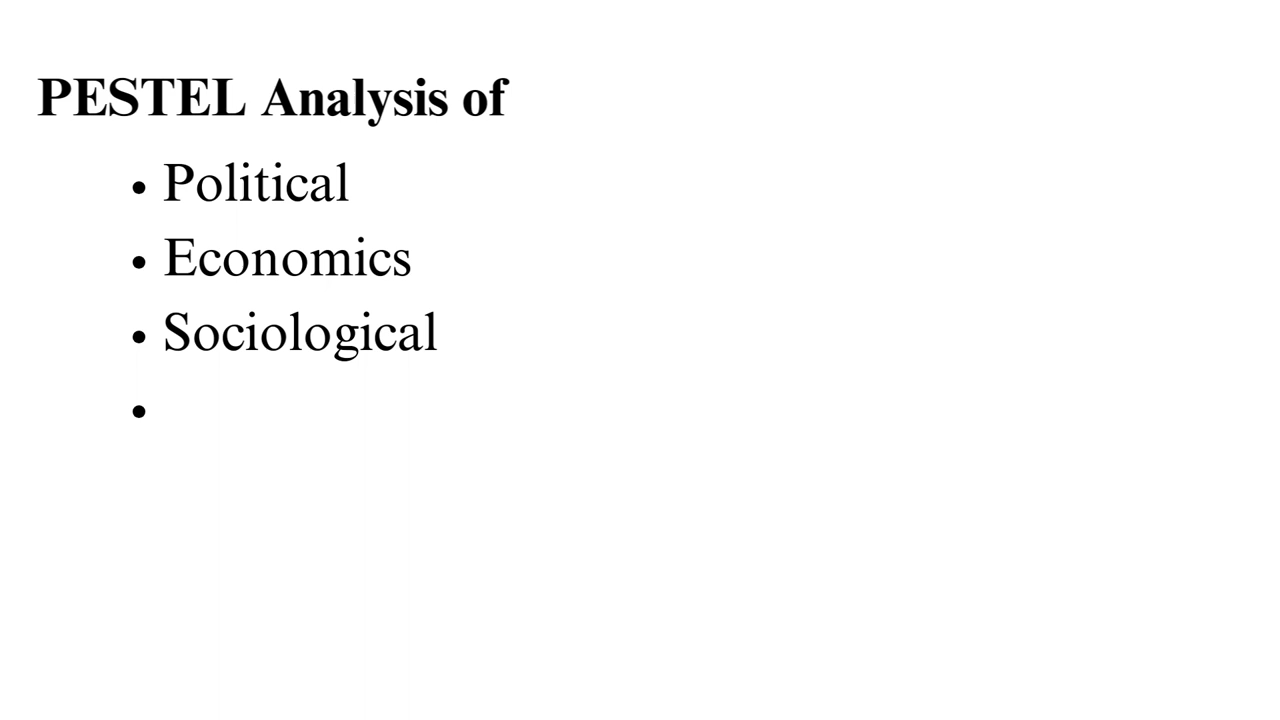 PESTEL Analysis of
• Political
• Economics
• Sociological
•